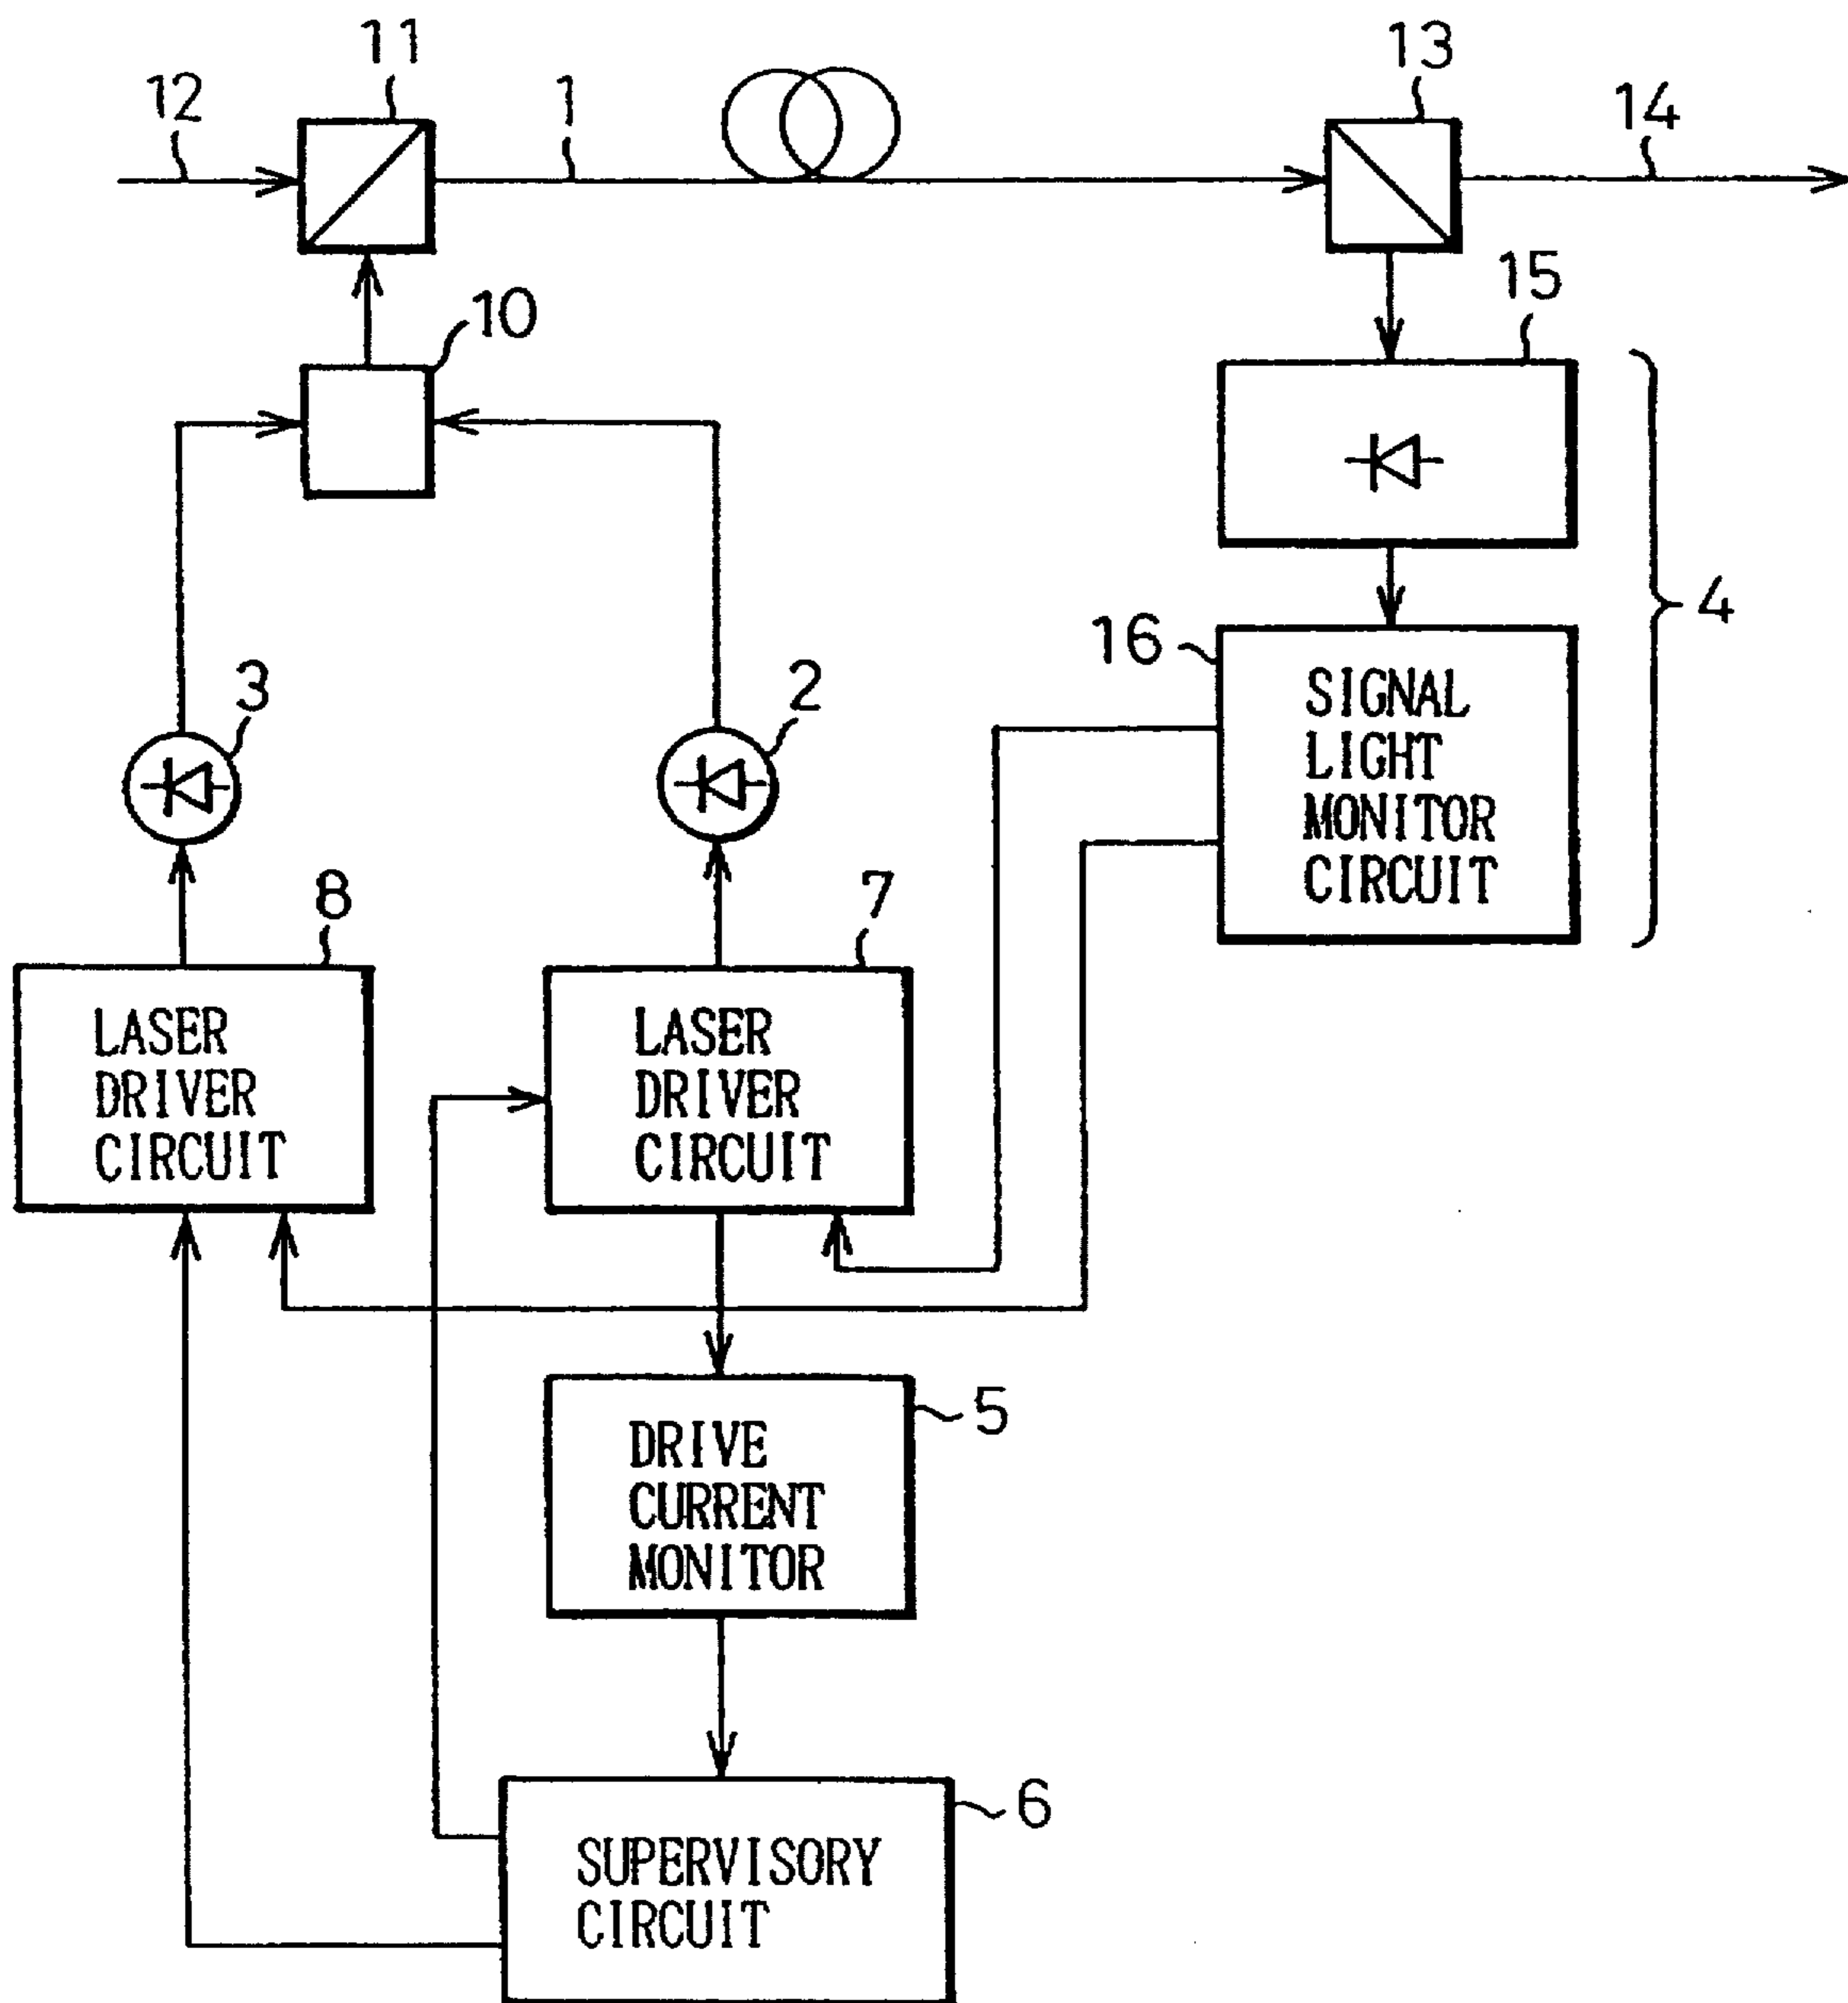 11
13
12
1
14
15
10
4
16
SIGNAL
LIGHT
MONITOR
CIRCUIT
3
2
8
7
LASER
DRIVER
CIRCUIT
LASER
DRIVER
CIRCUIT
5
DRIVE
CURRENT
MONITOR
6
SUPERVISORY
CIRCUIT